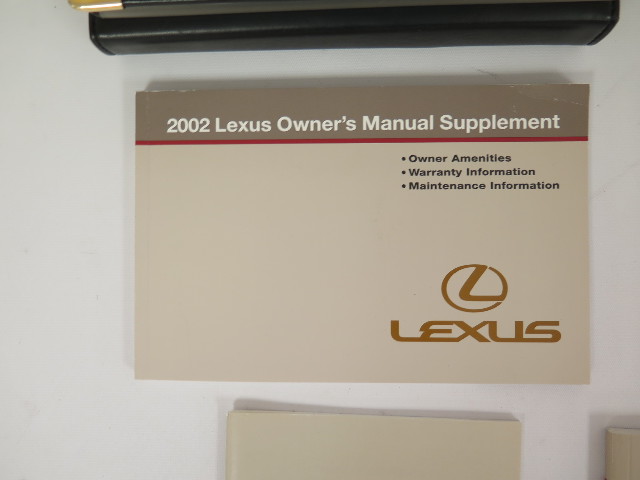 2002 Lexus Owner's Manual Supplement
• Owner Amenities
• Warranty Information
• Maintenance Information
LEXUS